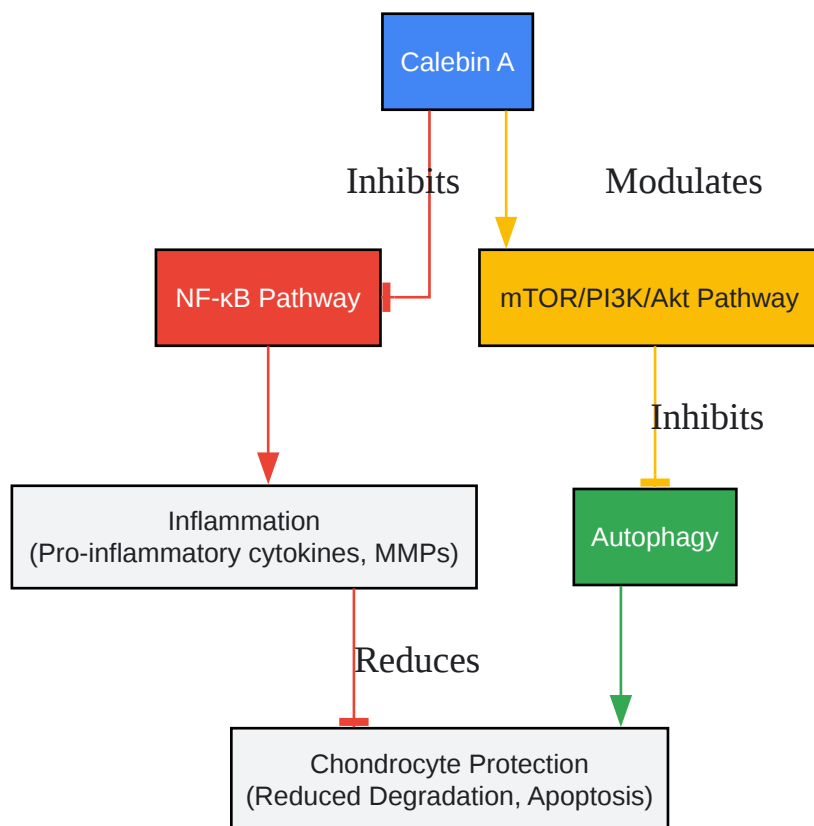 Calebin A
Inhibits
Modulates
NF-κB Pathway
mTOR/PI3K/Akt Pathway
Inhibits
Inflammation
(Pro-inflammatory cytokines, MMPs)
Autophagy
Reduces
Chondrocyte Protection
(Reduced Degradation, Apoptosis)